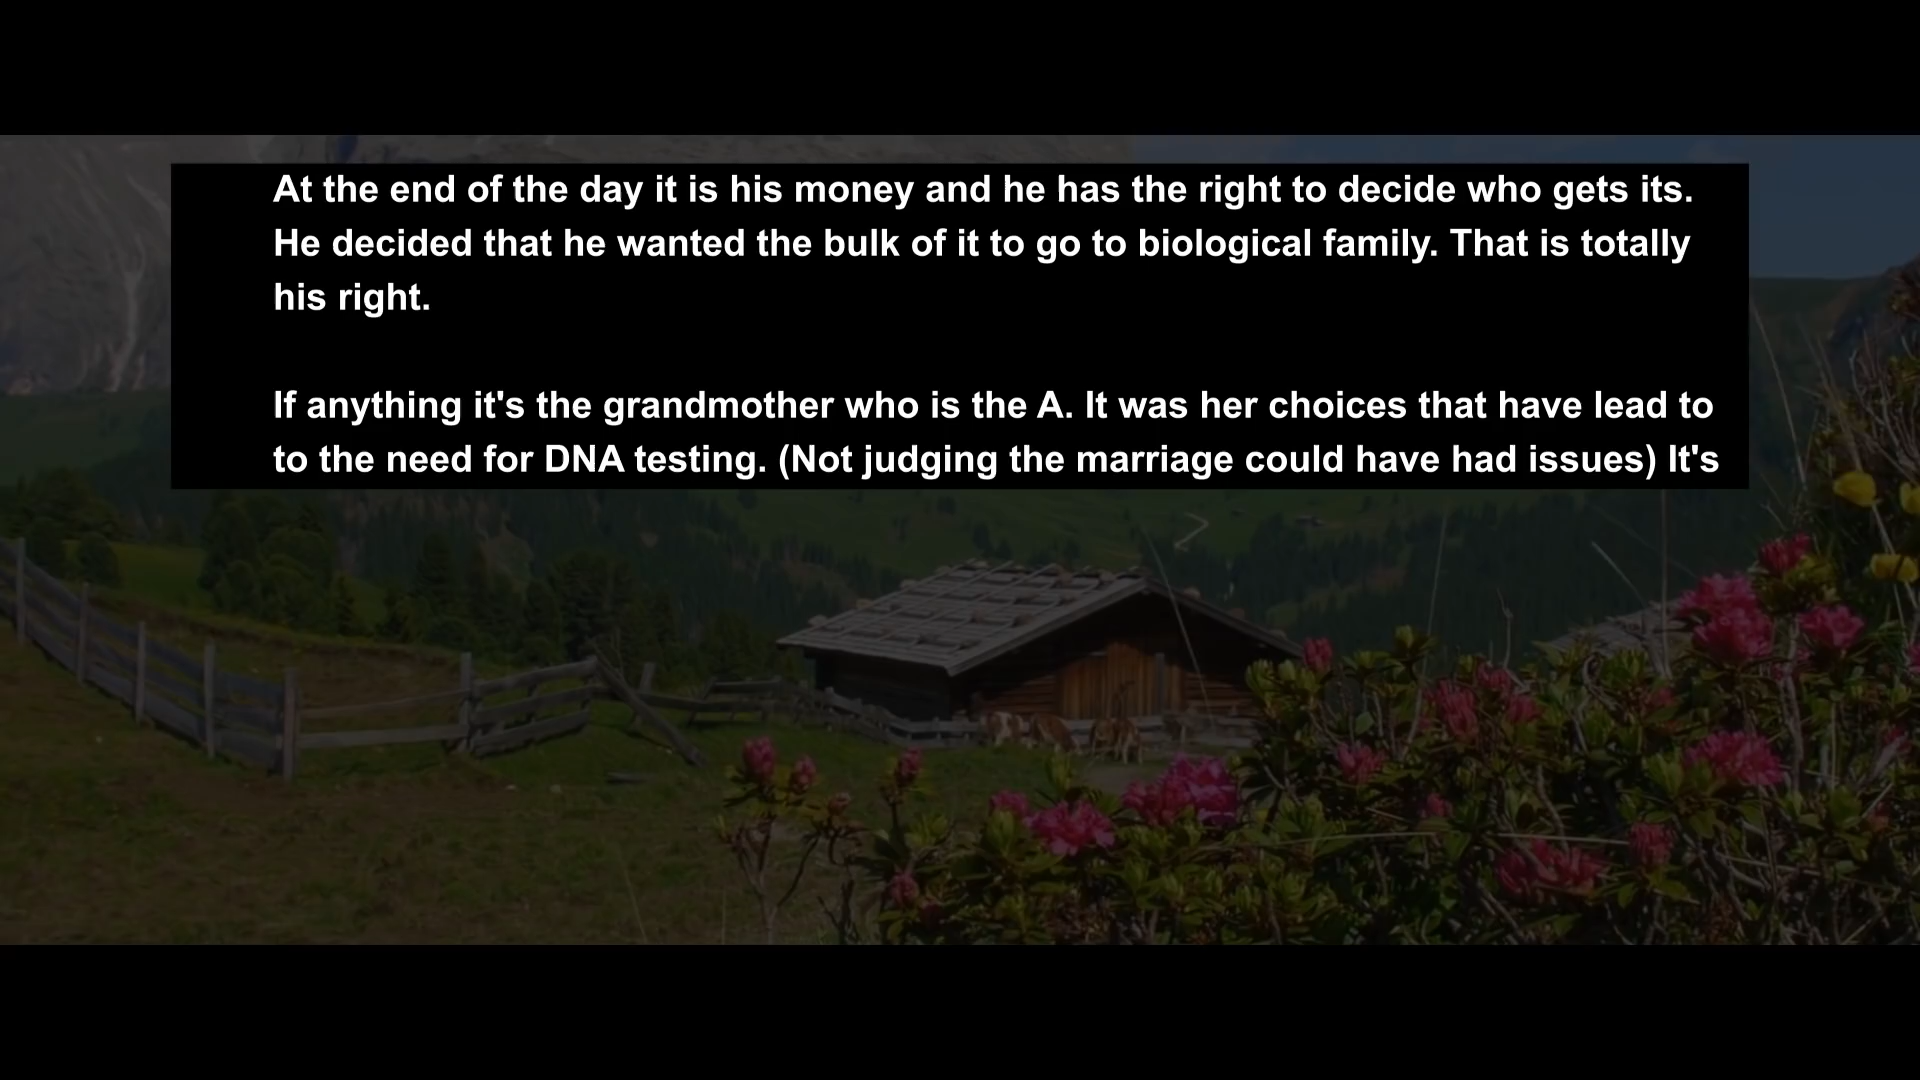 At the end of the day it is his money and he has the right to decide who gets its.
He decided that he wanted the bulk of it to go to biological family. That is totally
his right.
If anything it's the grandmother who is the A. It was her choices that have lead to
to the need for DNA testing. (Not judging the marriage could have had issues) It's